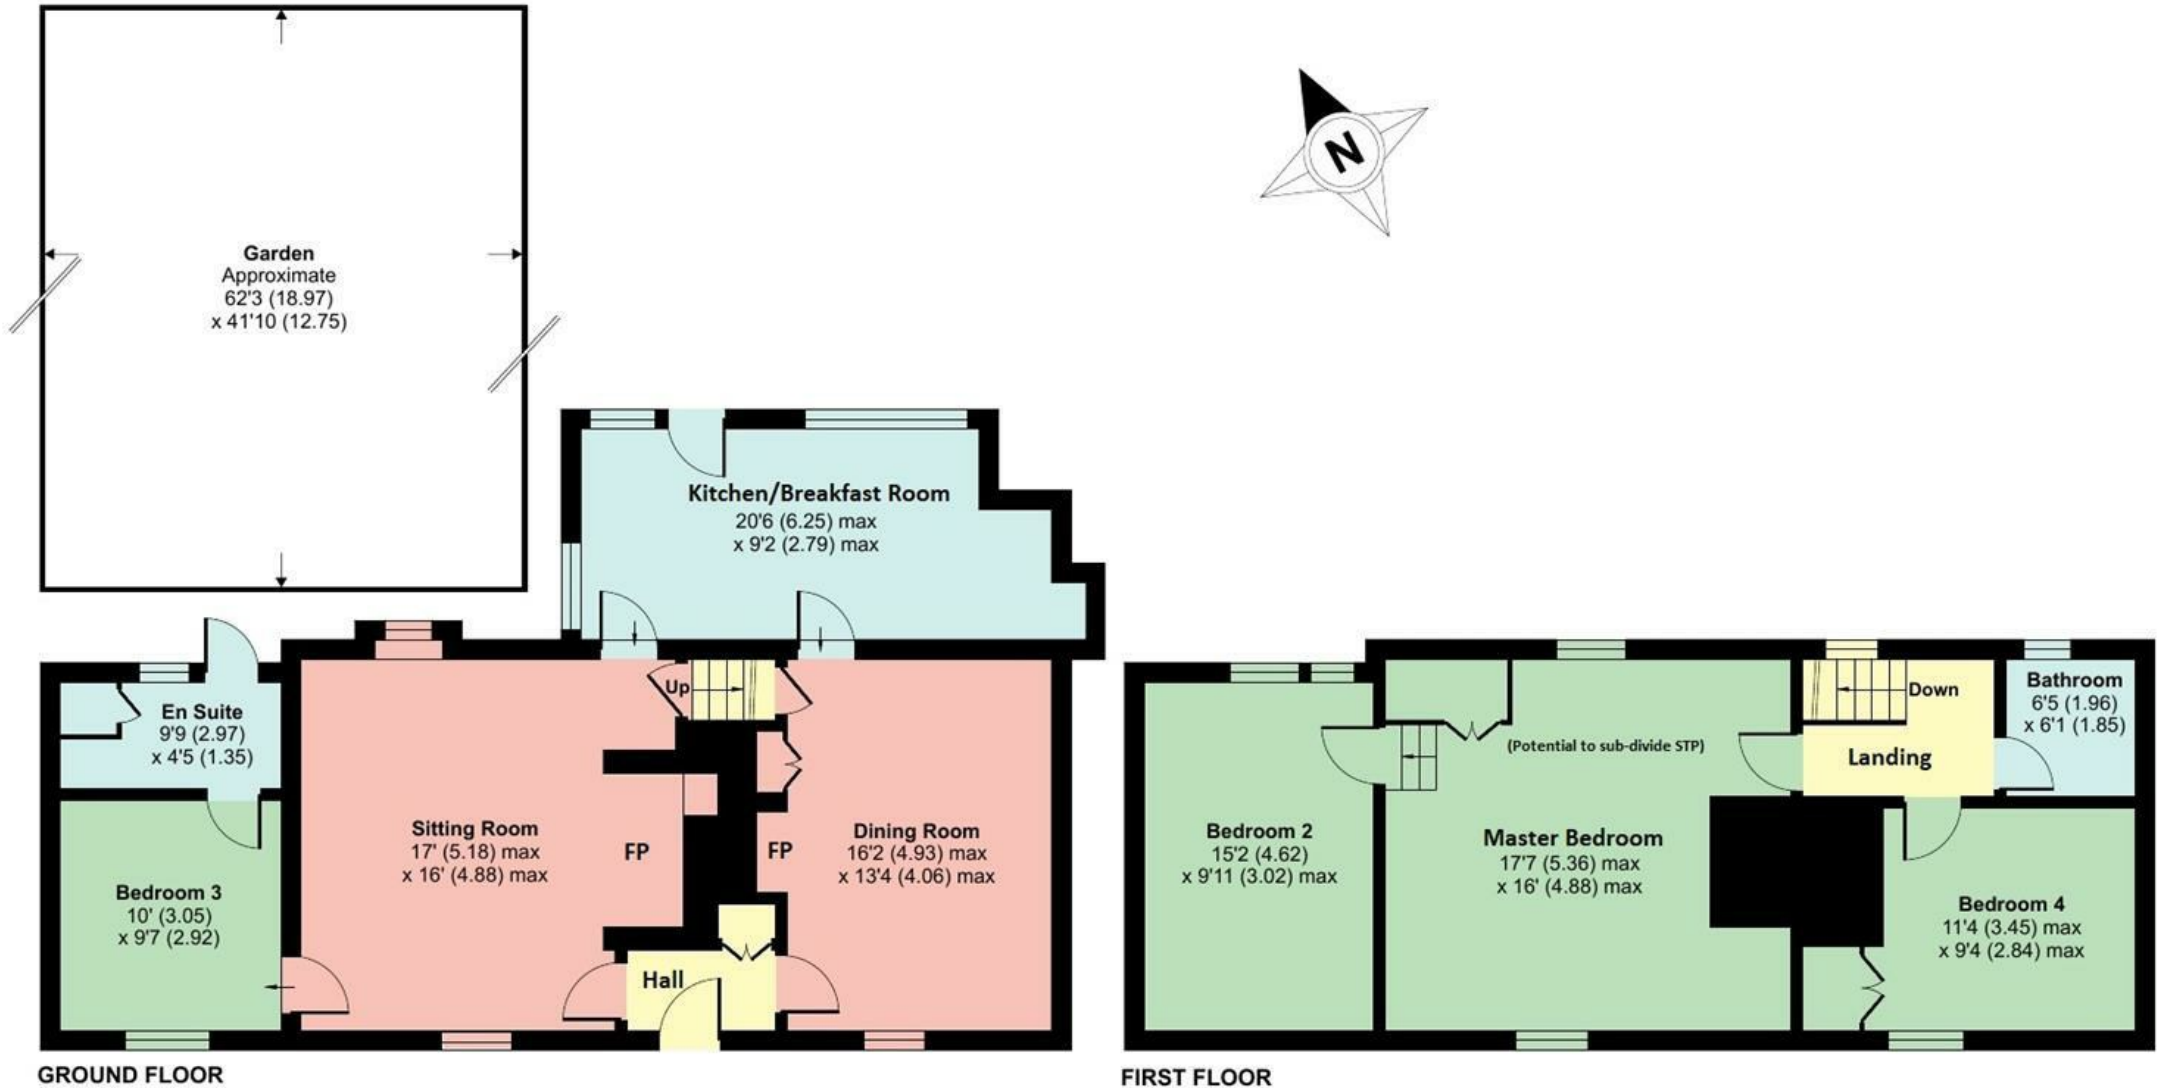 N
Garden
Approximate
62'3 (18.97)
x 41'10 (12.75)
Kitchen/Breakfast Room
20'6 (6.25) max
x 9'2 (2.79) max
Up
En Suite
9'9 (2.97)
x 4'5 (1.35)
Sitting Room
17' (5.18) max
x 16' (4.88) max
FP
FP
Dining Room
16'2 (4.93) max
x 13'4 (4.06) max
Bedroom 3
10' (3.05)
x 9'7 (2.92)
Hall
GROUND FLOOR
Down
Bathroom
6'5 (1.96)
x 6'1 (1.85)
(Potential to sub-divide STP)
Landing
Bedroom 2
15'2 (4.62)
x 9'11 (3.02) max
Master Bedroom
17'7 (5.36) max
x 16' (4.88) max
Bedroom 4
11'4 (3.45) max
x 9'4 (2.84) max
FIRST FLOOR